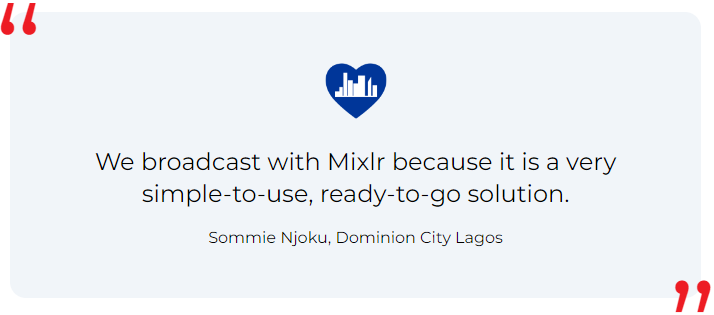 “
We broadcast with Mixlr because it is a very
simple-to-use, ready-to-go solution.
Sommie Njoku, Dominion City Lagos
”